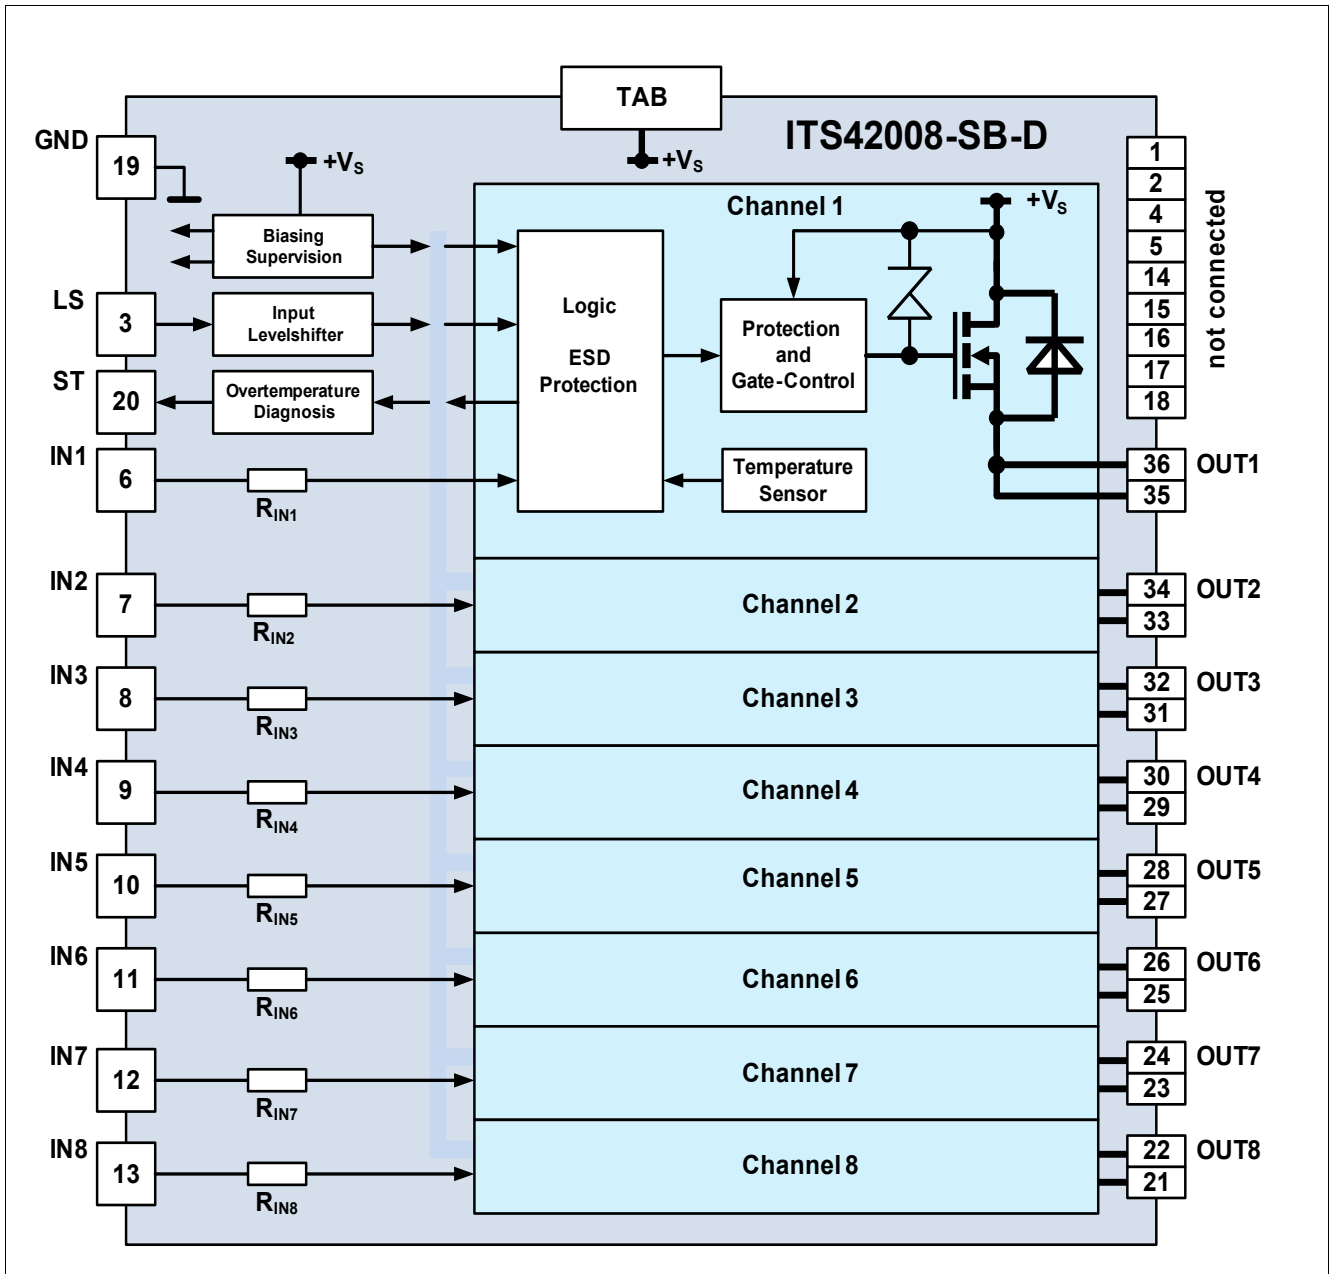 TAB
ITS42008-SB-D
GND
19
+VS
+VS
1
2
4
5
14
15
16
17
18
not connected
Channel 1
+VS
Biasing
Supervision
LS
3
Input
Levelshifter
Logic
ESD
Protection
Protection
and
Gate-Control
ST
20
Overtemperature
Diagnosis
IN1
6
RIN1
Temperature
Sensor
36
35
OUT1
IN2
7
RIN2
Channel 2
34
33
OUT2
IN3
8
RIN3
Channel 3
32
31
OUT3
IN4
9
RIN4
Channel 4
30
29
OUT4
IN5
10
RIN5
Channel 5
28
27
OUT5
IN6
11
RIN6
Channel 6
26
25
OUT6
IN7
12
RIN7
Channel 7
24
23
OUT7
IN8
13
RIN8
Channel 8
22
21
OUT8